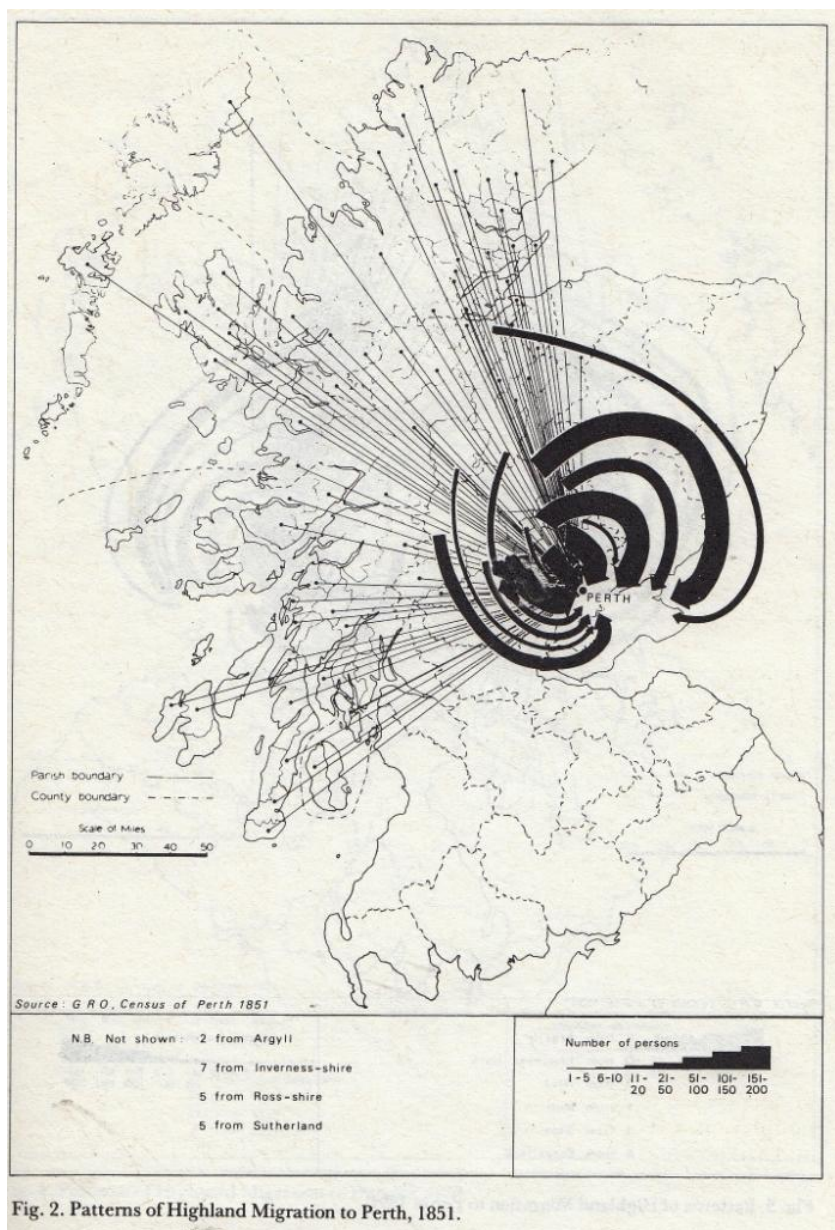 PERTH
Parish boundary
County boundary
Scale of Miles
0 10 20 30 40 50
Source: G R O, Census of Perth 1851
N.B. Not shown: 2 from Argyll
7 from Inverness-shire
5 from Ross-shire
5 from Sutherland
Number of persons
1-5 6-10 11- 21- 51- 101- 151-
20 50 100 150 200
Fig. 2. Patterns of Highland Migration to Perth, 1851.